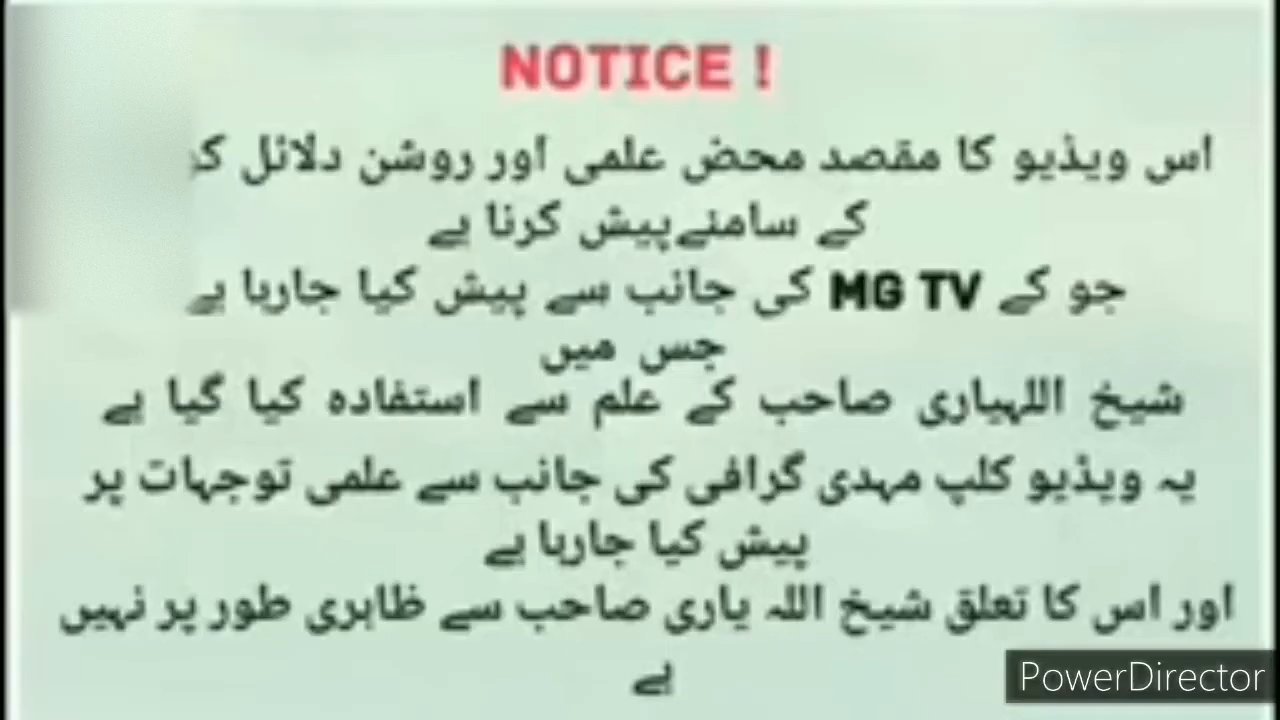 NOTICE !
اس ویڈیو کا مقصد محض علمی اور روشن دلائل
کے سامنےپیش کرنا ہے
جو کے MG TV کی جانب سے پیش کیا جارہا ہے
جس میں
شیخ اللہیاری صاحب کے علم سے استفادہ کیا گیا ہے
یہ ویڈیو کلپ مہدی گرافی کی جانب سے علمی توجہات پر
پیش کیا جارہا ہے
اور اس کا تعلق شیخ اللہ یاری صاحب سے ظاہری طور پر نہیں
ہے
PowerDirector